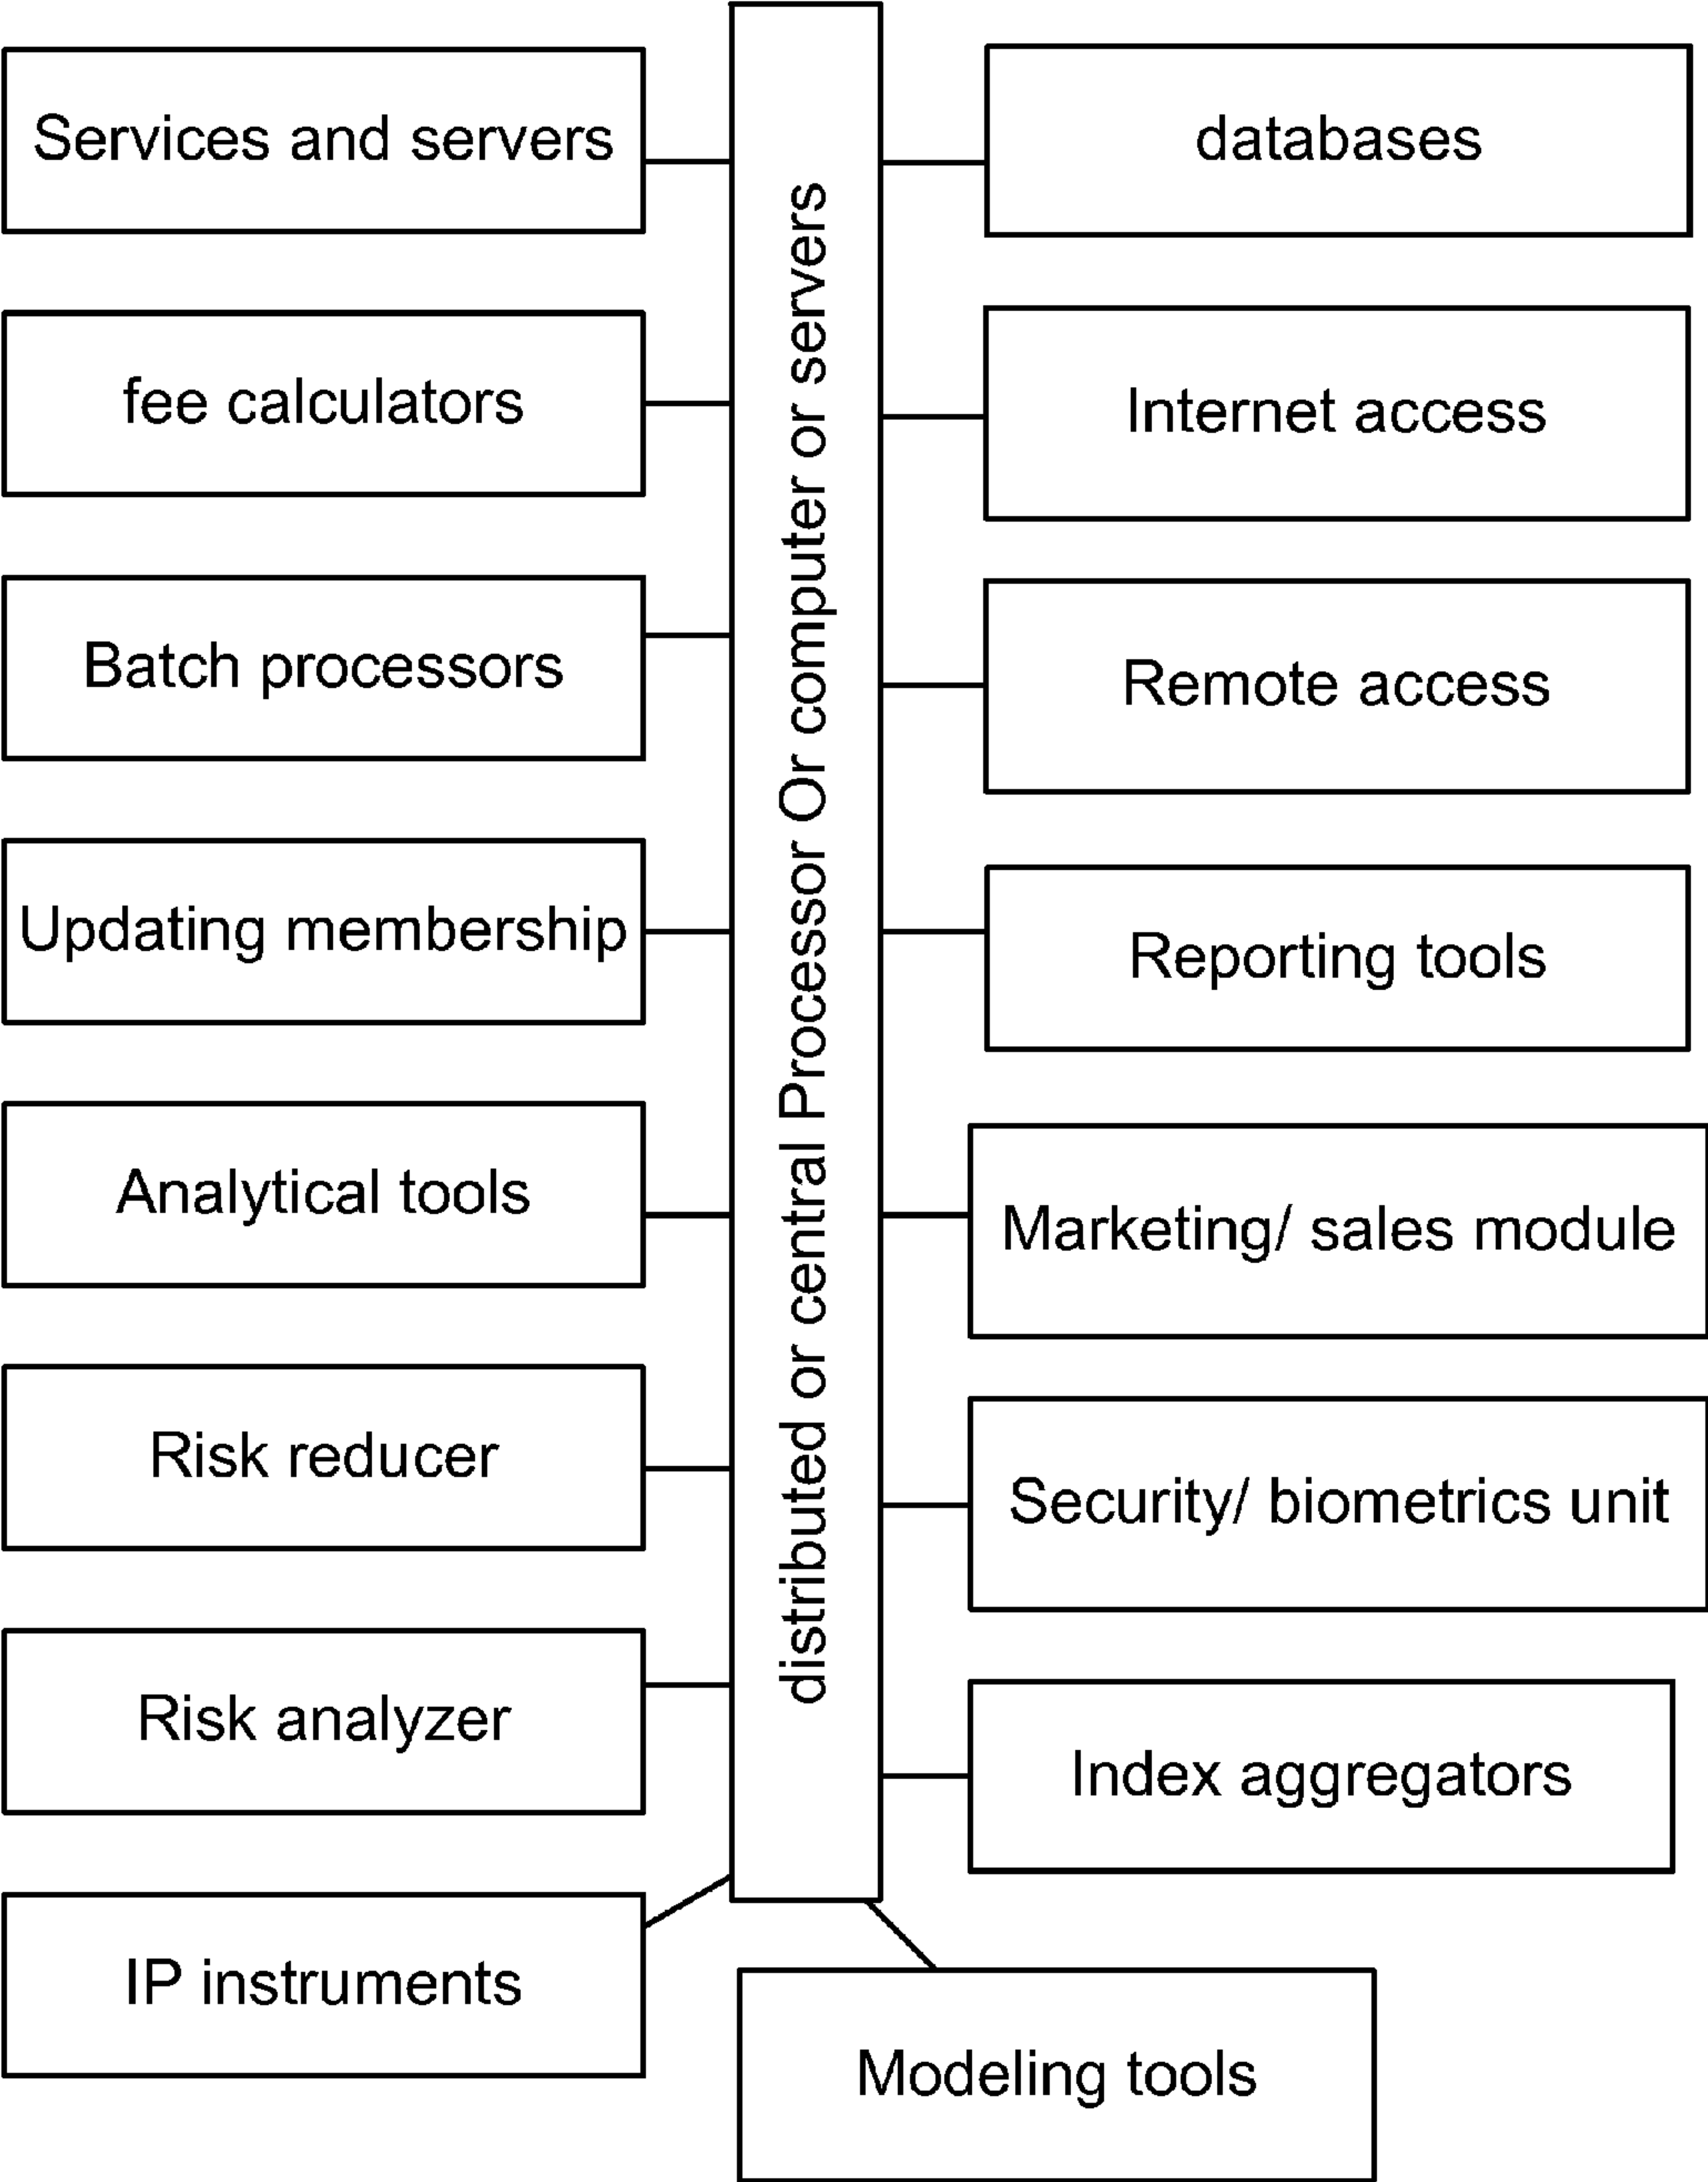 Services and servers
fee calculators
Batch processors
Updating membership
Analytical tools
Risk reducer
Risk analyzer
IP instruments
distributed or central Processor Or computer or servers
databases
Internet access
Remote access
Reporting tools
Marketing/ sales module
Security/ biometrics unit
Index aggregators
Modeling tools